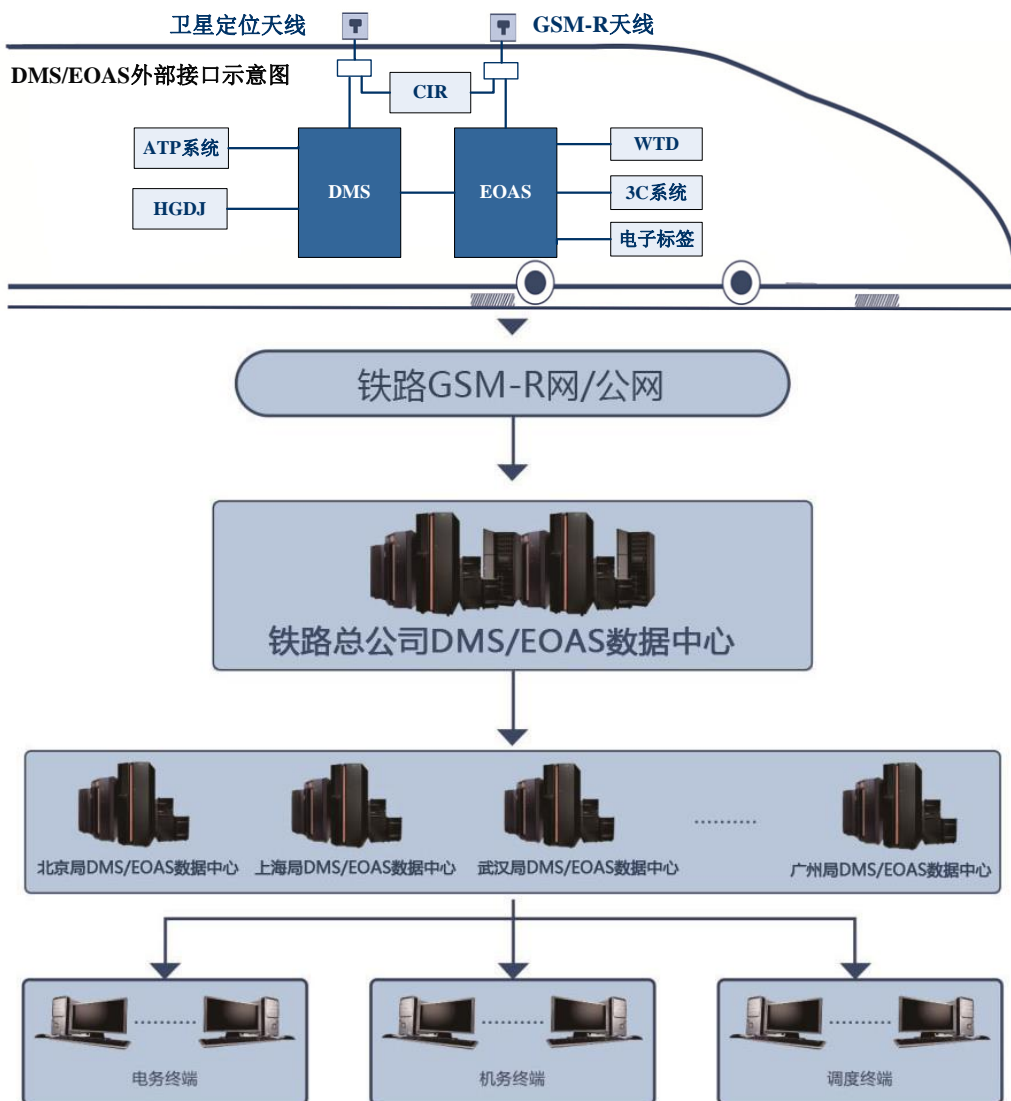 卫星定位天线
GSM-R天线
DMS/EOAS外部接口示意图
CIR
ATP系统
DMS
EOAS
WTD
HGDJ
3C系统
电子标签
铁路GSM-R网/公网
铁路总公司DMS/EOAS数据中心
北京局DMS/EOAS数据中心
上海局DMS/EOAS数据中心
武汉局DMS/EOAS数据中心
广州局DMS/EOAS数据中心
电务终端
机务终端
调度终端